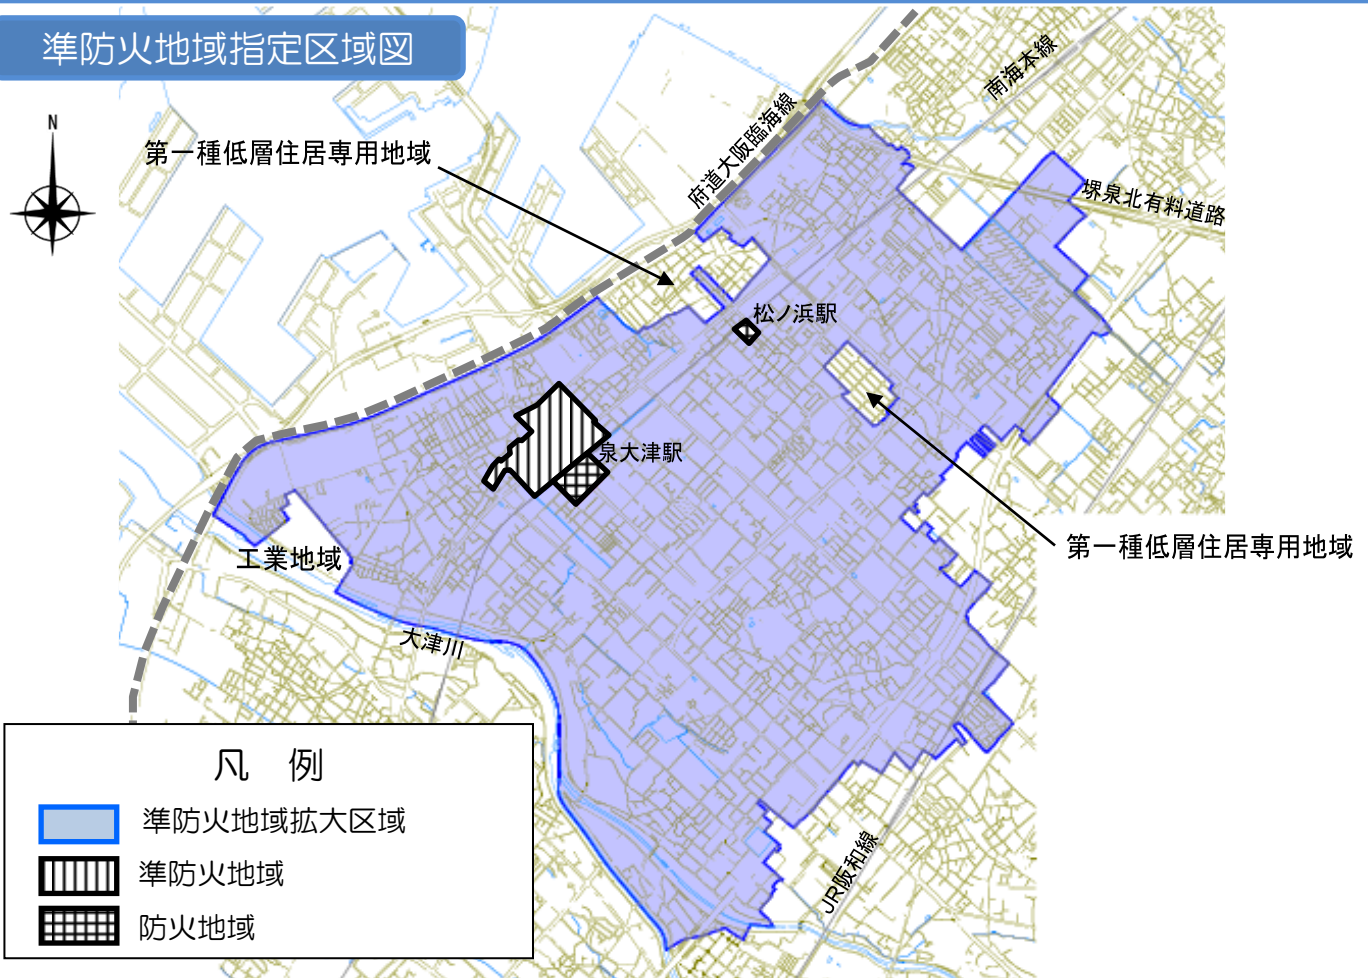 準防火地域指定区域図
南海本線
N
府道大阪臨海線
第一種低層住居専用地域
堺泉北有料道路
松ノ浜駅
泉大津駅
第一種低層住居専用地域
工業地域
大津川
凡 例
準防火地域拡大区域
準防火地域
防火地域
JR阪和線